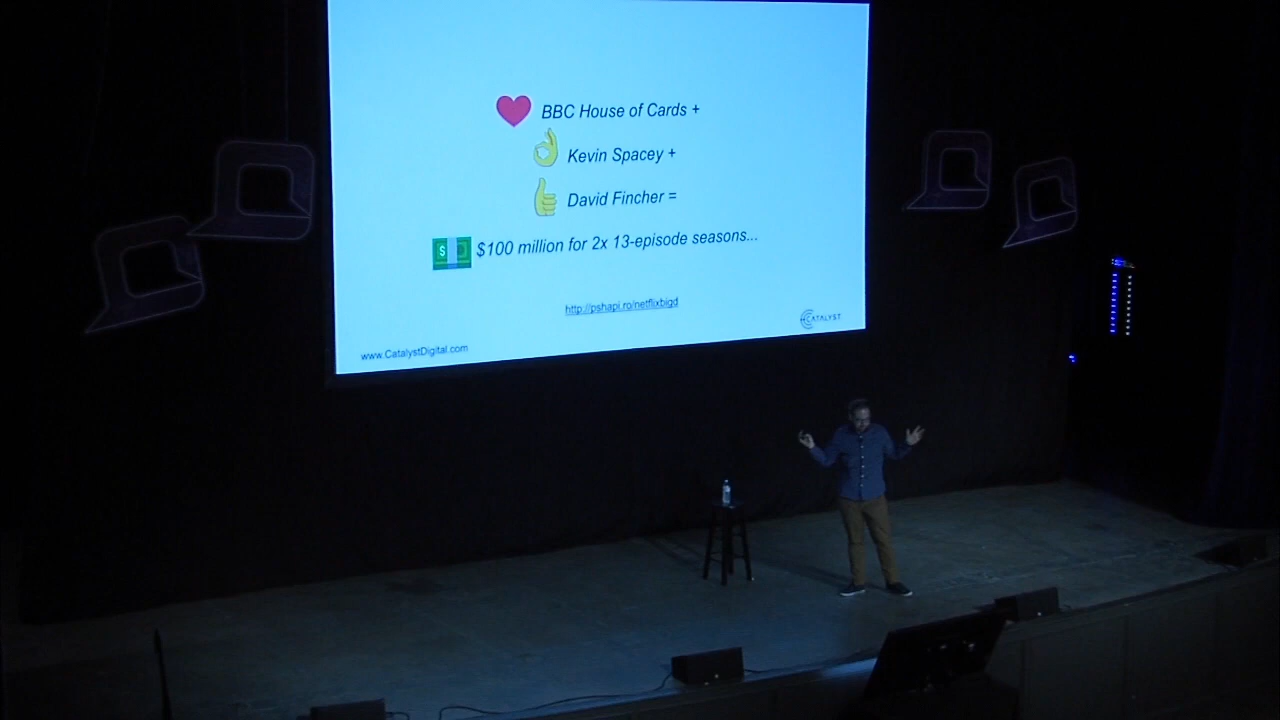 BBC House of Cards +
Kevin Spacey +
David Fincher =
$100 million for 2x 13-episode seasons...
http://pshapi.ro/netflixbigd
CATALYST
www.CatalystDigital.com